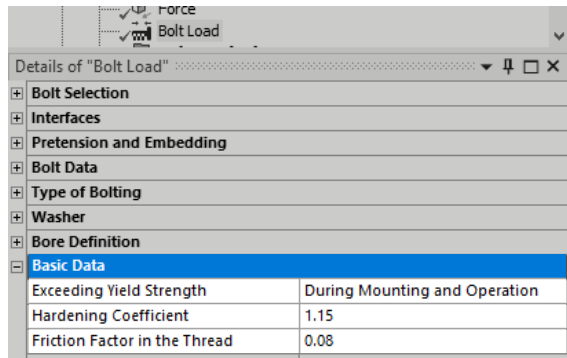 Force
Bolt Load
Details of "Bolt Load"
Bolt Selection
Interfaces
Pretension and Embedding
Bolt Data
Type of Bolting
Washer
Bore Definition
Basic Data
Exceeding Yield Strength During Mounting and Operation
Hardening Coefficient 1.15
Friction Factor in the Thread 0.08